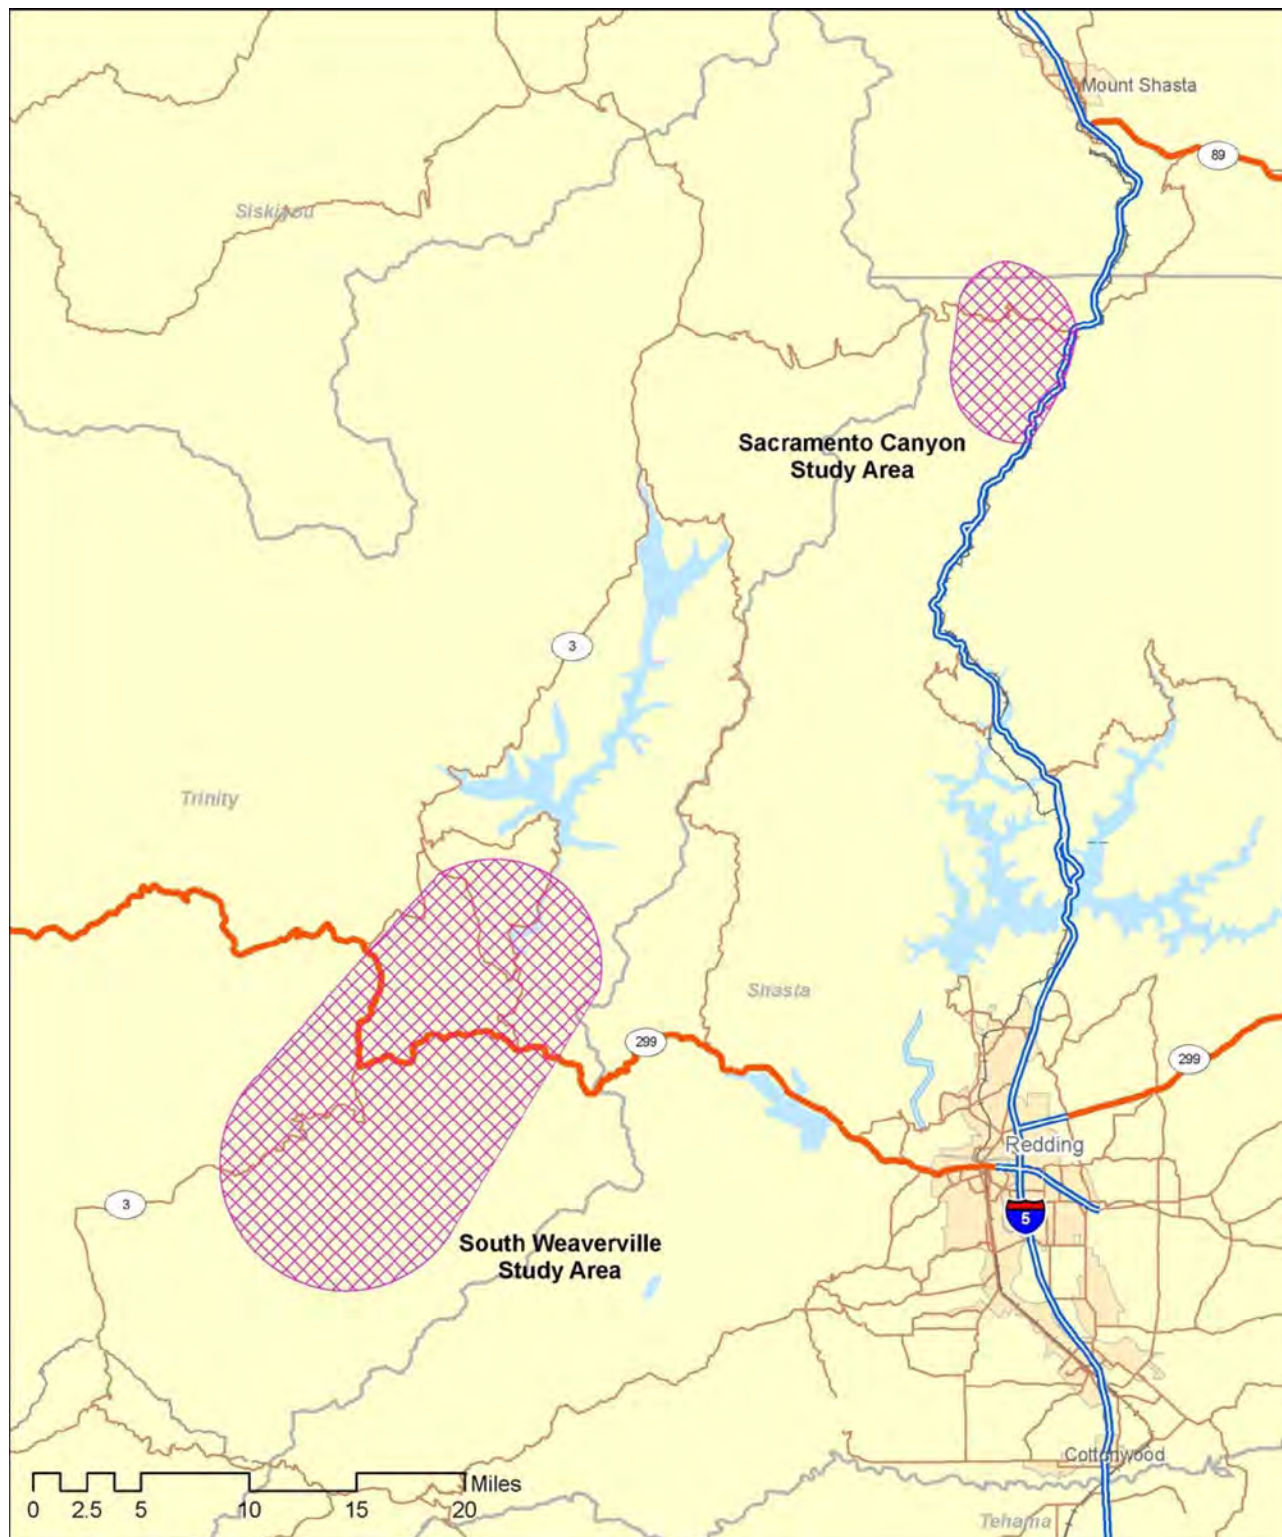 Mount Shasta
89
Siskiyou
Sacramento Canyon
Study Area
3
Trinity
Shasta
299
299
Redding
3
5
South Weaverville
Study Area
Cottonwood
Miles
0 2.5 5 10 15 20
Tehama